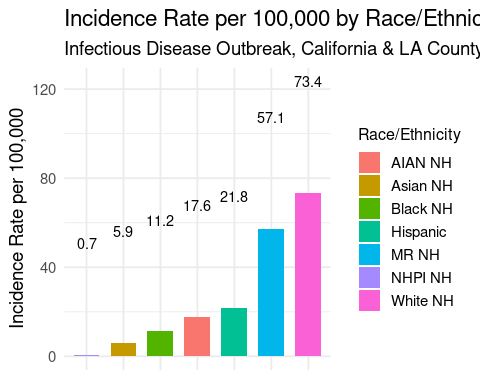 Incidence Rate per 100,000 by Race/Ethnic
Infectious Disease Outbreak, California & LA County
Incidence Rate per 100,000
120
80
40
0
0.7
5.9
11.2
17.6
21.8
57.1
73.4
Race/Ethnicity
AIAN NH
Asian NH
Black NH
Hispanic
MR NH
NHPI NH
White NH